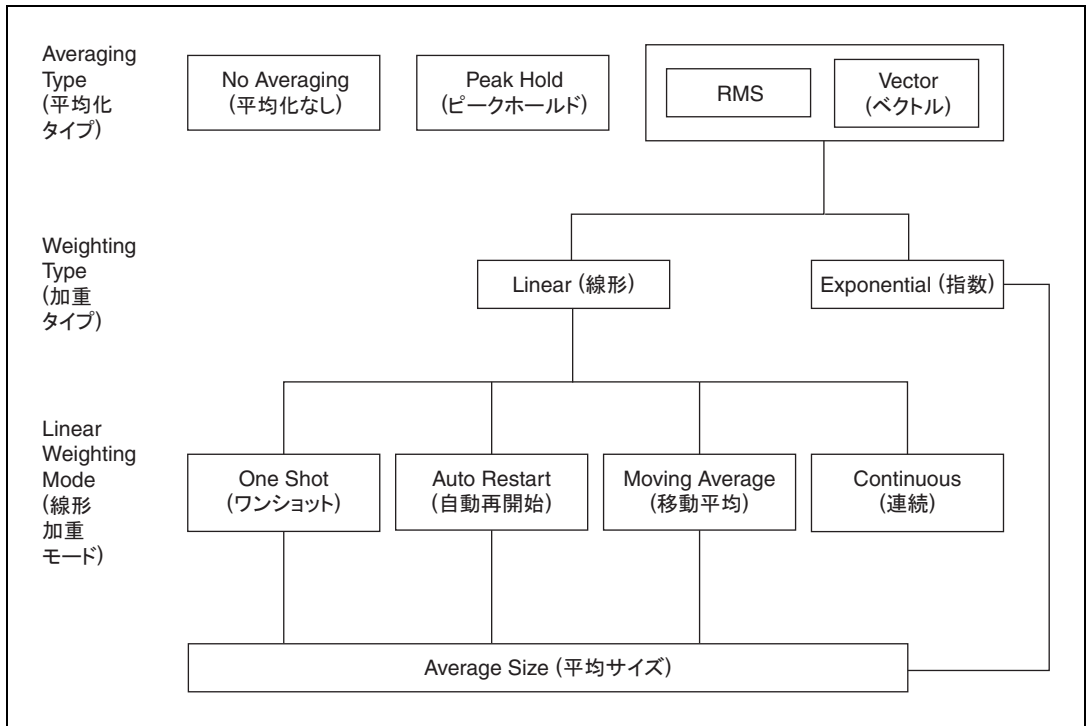 Averaging
Type
(平均化
タイプ)
No Averaging
(平均化なし)
Peak Hold
(ピークホールド)
RMS
Vector
(ベクトル)
Weighting
Type
(加重
タイプ)
Linear (線形)
Exponential (指数)
Linear
Weighting
Mode
(線形
加重
モード)
One Shot
(ワンショット)
Auto Restart
(自動再開始)
Moving Average
(移動平均)
Continuous
(連続)
Average Size (平均サイズ)